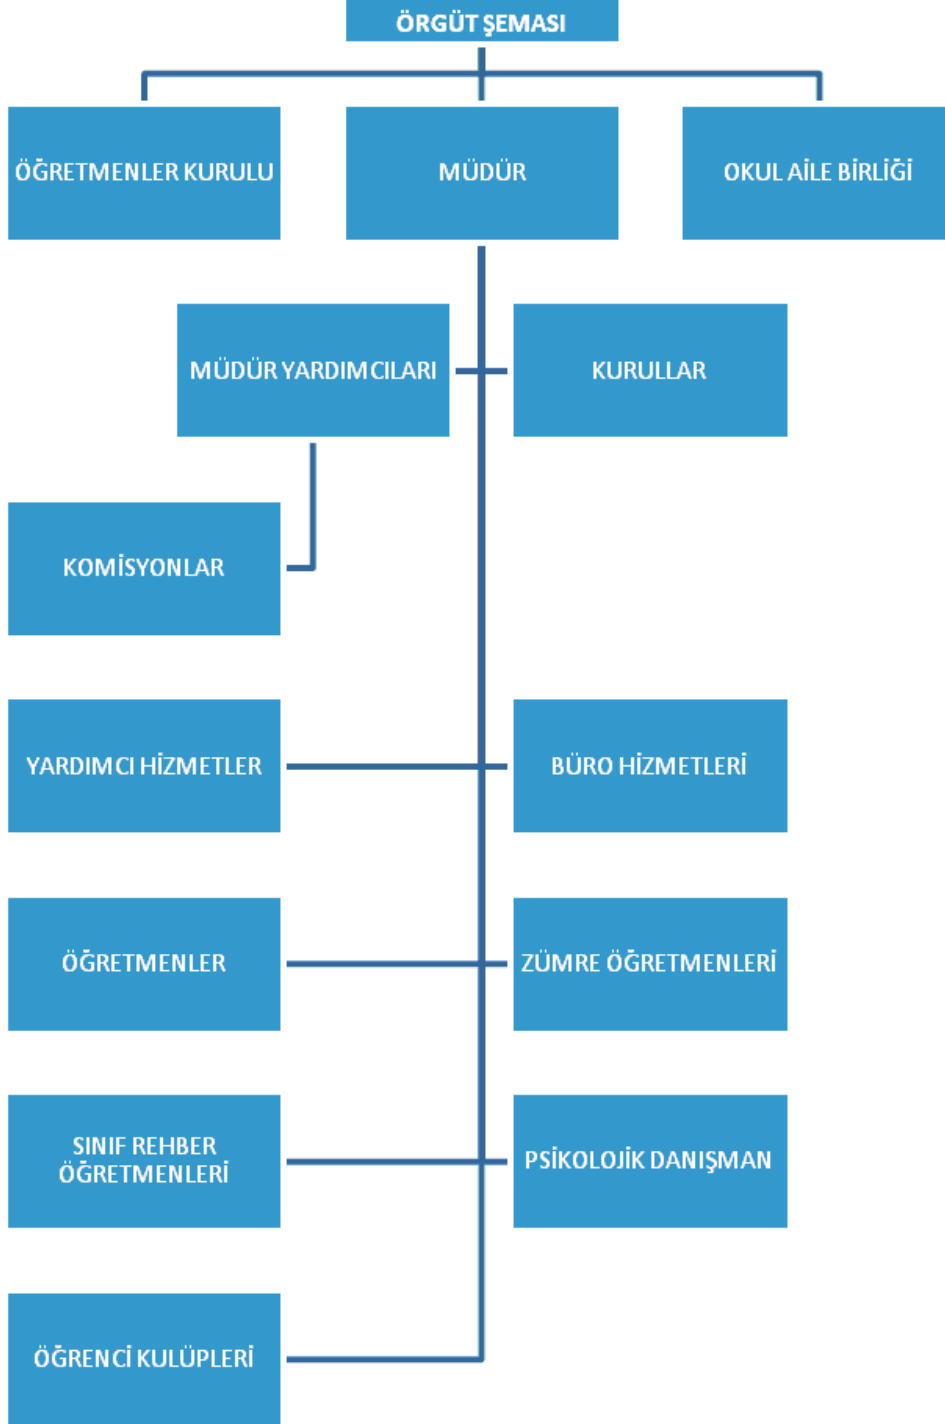 ÖRGÜT ŞEMASI
ÖĞRETMENLER KURULU
MÜDÜR
OKUL AİLE BİRLİĞİ
MÜDÜR YARDIMCILARI
KURULLAR
KOMİSYONLAR
YARDIMCI HİZMETLER
BÜRO HİZMETLERİ
ÖĞRETMENLER
ZÜMRE ÖĞRETMENLERİ
SINIF REHBER
ÖĞRETMENLERİ
PSİKOLOJİK DANIŞMAN
ÖĞRENCİ KULÜPLERİ